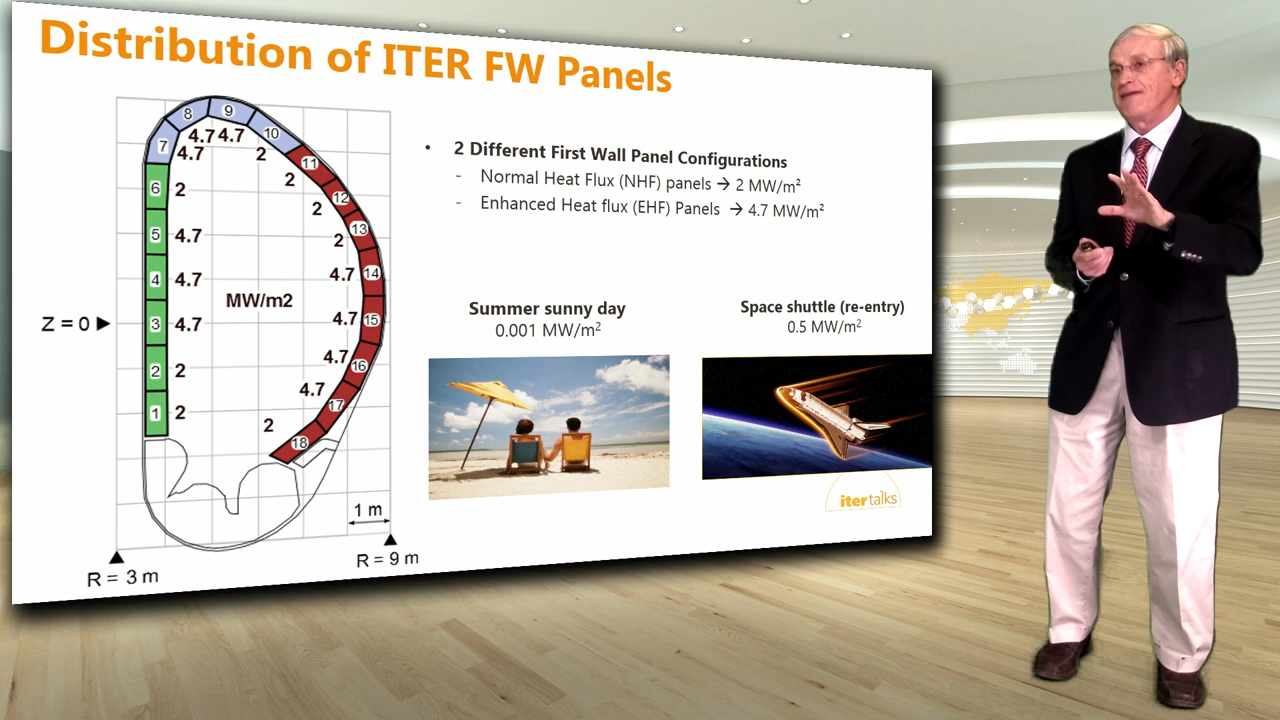 Distribution of ITER FW Panels
8 9
7 10
4.7 4.7
4.7 2
11
6 2 2 12
2 13
5 4.7 2
4 4.7 4.7 14
MW/m2
Z = 0 3 4.7 4.7 15
2 2 4.7 16
1 2 4.7 17
2 18
1 m
R = 3 m R = 9 m
• 2 Different First Wall Panel Configurations
- Normal Heat Flux (NHF) panels → 2 MW/m²
- Enhanced Heat flux (EHF) Panels → 4.7 MW/m²
Summer sunny day
0.001 MW/m²
Space shuttle (re-entry)
0.5 MW/m²
iter talks